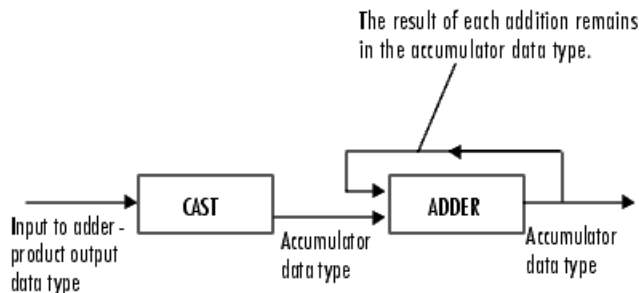 The result of each addition remains
in the accumulator data type.
CAST
ADDER
Input to adder -
product output
data type
Accumulator
data type
Accumulator
data type